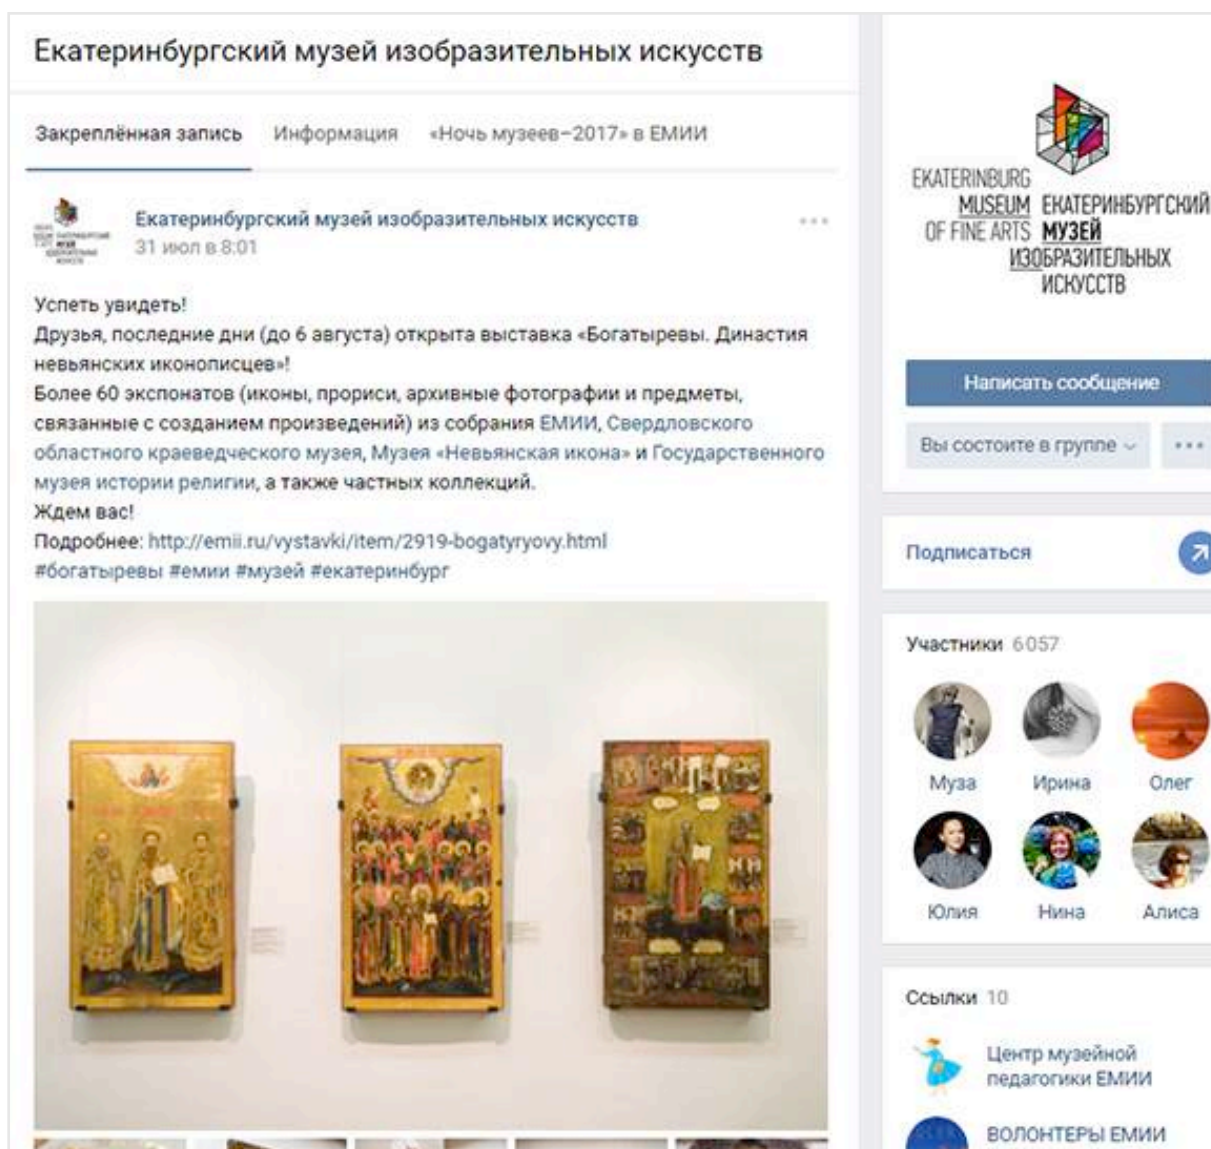 Екатеринбургский музей изобразительных искусств
Закреплённая запись Информация «Ночь музеев–2017» в ЕМИИ
Екатеринбургский музей изобразительных искусств
31 июл в 8:01
Успеть увидеть!
Друзья, последние дни (до 6 августа) открыта выставка «Богатыревы. Династия
невьянских иконописцев»!
Более 60 экспонатов (иконы, прориси, архивные фотографии и предметы,
связанные с созданием произведений) из собрания ЕМИИ, Свердловского
областного краеведческого музея, Музея «Невьянская икона» и Государственного
музея истории религии, а также частных коллекций.
Ждем вас!
Подробнее: http://emii.ru/vystavki/item/2919-bogatyryovy.html
#богатыревы #емии #музей #екатеринбург
EKATERINBURG
MUSEUM ЕКАТЕРИНБУРГСКИЙ
OF FINE ARTS МУЗЕЙ
ИЗОБРАЗИТЕЛЬНЫХ
ИСКУССТВ
Написать сообщение
Вы состоите в группе
Подписаться
Участники 6057
Муза Ирина Олег
Юлия Нина Алиса
Ссылки 10
Центр музейной
педагогики ЕМИИ
ВОЛОНТЕРЫ ЕМИИ